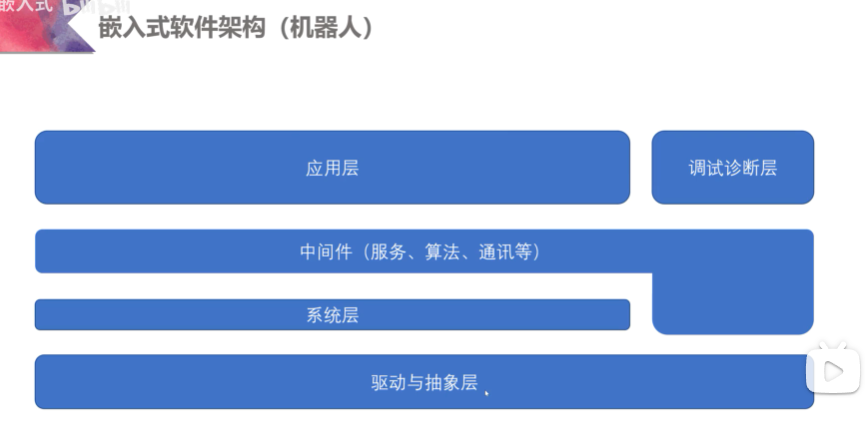 嵌入式 bilibili
嵌入式软件架构（机器人）
应用层
调试诊断层
中间件（服务、算法、通讯等）
系统层
驱动与抽象层